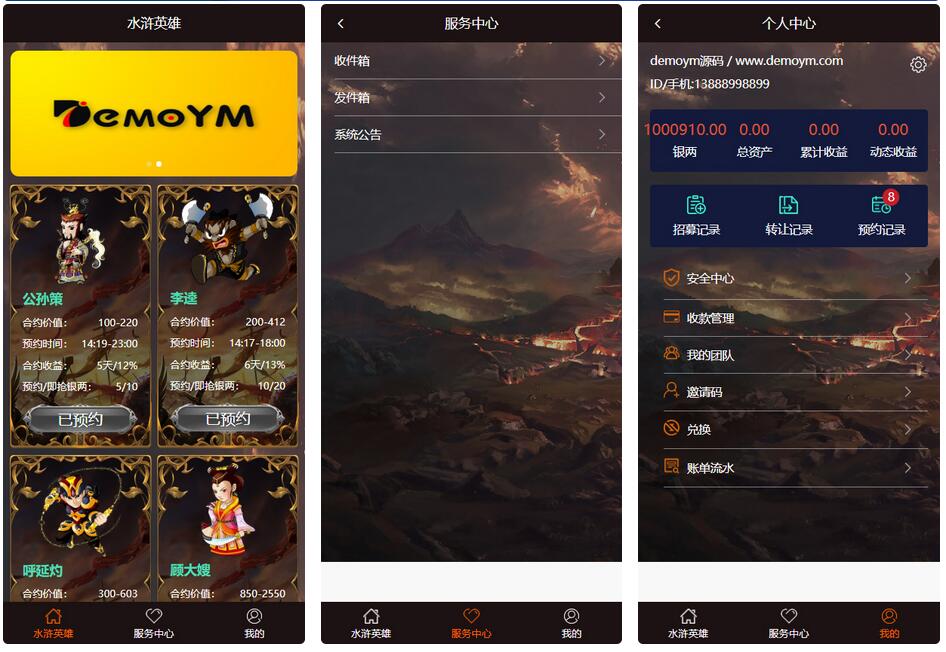 水浒英雄
DEMOYM
公孙策
合约价值: 100-220
预约时间: 14:19-23:00
合约收益: 5天/12%
预约/即抢银两: 5/10
已预约
李逵
合约价值: 200-412
预约时间: 14:17-18:00
合约收益: 6天/13%
预约/即抢银两: 10/20
已预约
呼延灼
合约价值: 300-603
顾大嫂
合约价值: 850-2550
水浒英雄 服务中心 我的
服务中心
收件箱
发件箱
系统公告
水浒英雄 服务中心 我的
个人中心
demoym源码 / www.demoym.com
ID/手机:13888998899
1000910.00 0.00 0.00 0.00
银两 总资产 累计收益 动态收益
8
招募记录 转让记录 预约记录
安全中心
收款管理
我的团队
邀请码
兑换
账单流水
水浒英雄 服务中心 我的